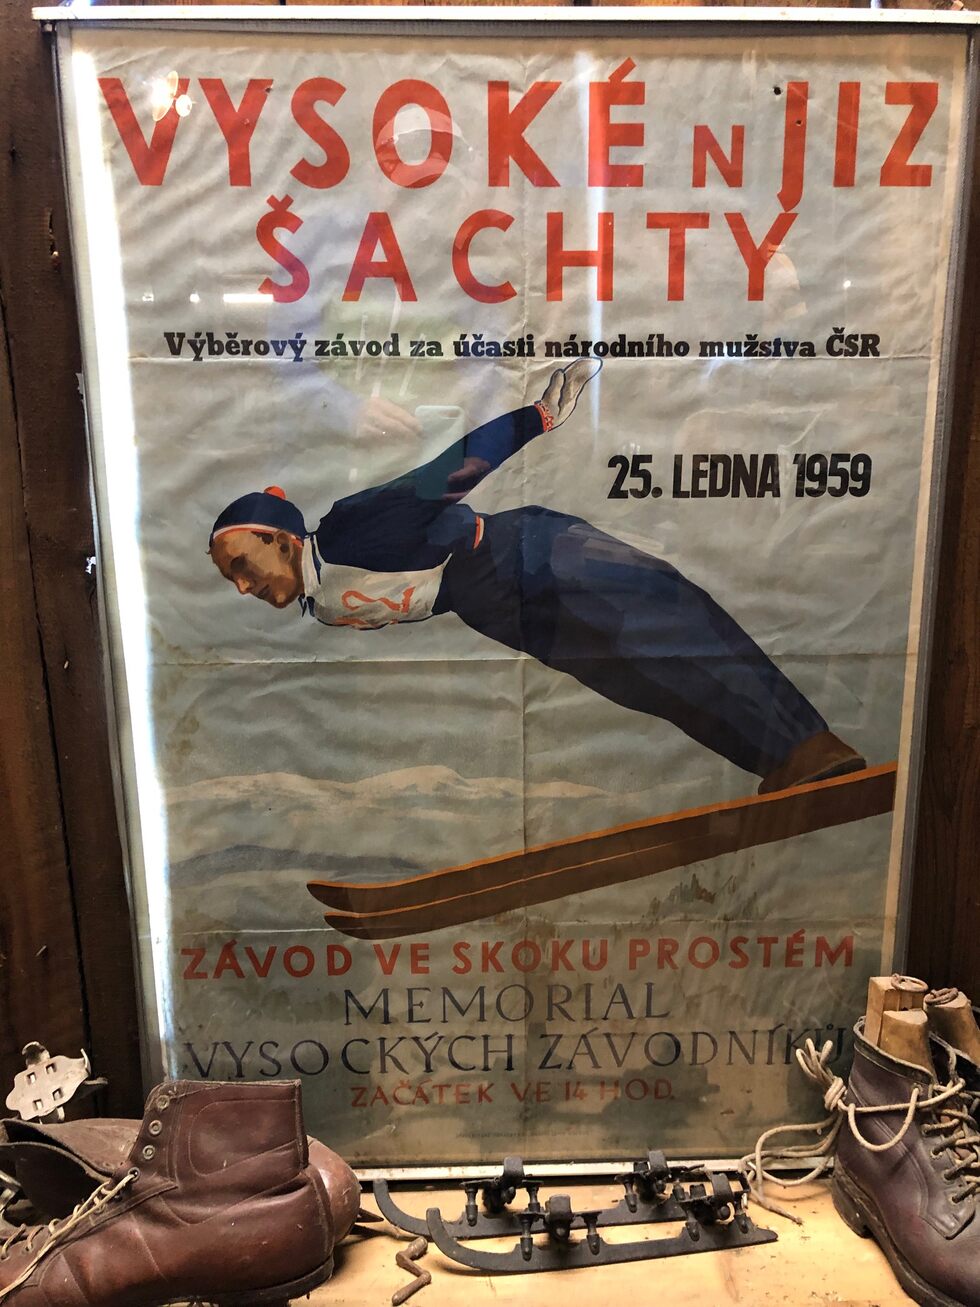 VYSOKÉ N JIZ
ŠACHTY
Výběrový závod za účasti národního mužstva ČSR
25. LEDNA 1959
ZÁVOD VE SKOKU PROSTÉM
MEMORIAL
VYSOCKÝCH ZÁVODNÍKŮ
ZAČÁTEK VE 14 HOD.